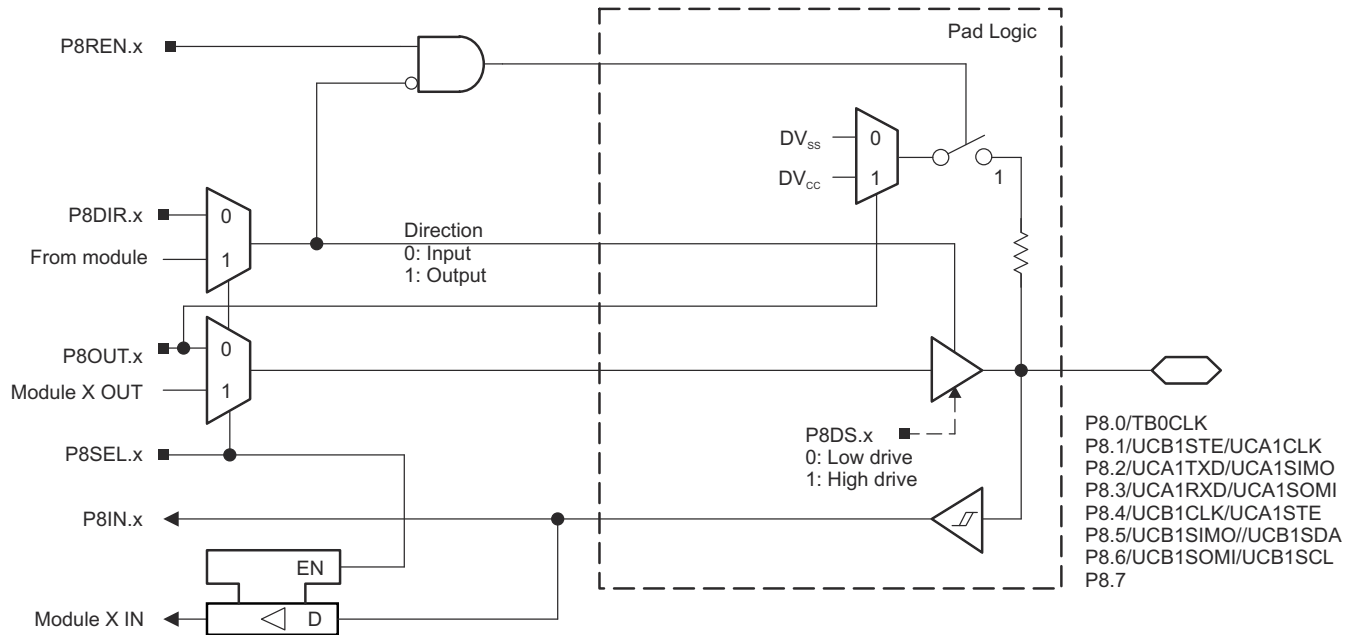 Pad Logic
P8REN.x
DVSS
0
DVCC
1
1
P8DIR.x
0
From module
1
Direction
0: Input
1: Output
P8OUT.x
0
Module X OUT
1
P8SEL.x
P8DS.x
0: Low drive
1: High drive
P8.0/TB0CLK
P8.1/UCB1STE/UCA1CLK
P8.2/UCA1TXD/UCA1SIMO
P8.3/UCA1RXD/UCA1SOMI
P8.4/UCB1CLK/UCA1STE
P8.5/UCB1SIMO//UCB1SDA
P8.6/UCB1SOMI/UCB1SCL
P8.7
P8IN.x
EN
Module X IN
D